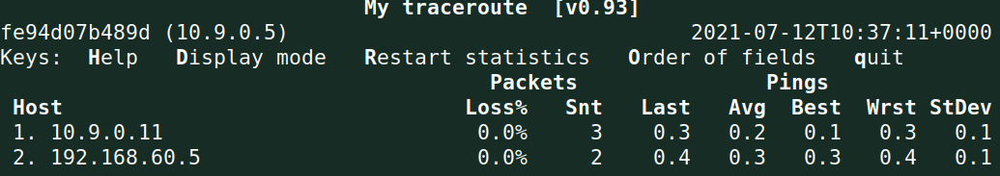 My traceroute  [v0.93]
fe94d07b489d (10.9.0.5) 2021-07-12T10:37:11+0000
Keys:  Help   Display mode   Restart statistics   Order of fields   quit
Packets Pings
Host Loss% Snt Last Avg Best Wrst StDev
1. 10.9.0.11 0.0% 3 0.3 0.2 0.1 0.3 0.1
2. 192.168.60.5 0.0% 2 0.4 0.3 0.3 0.4 0.1